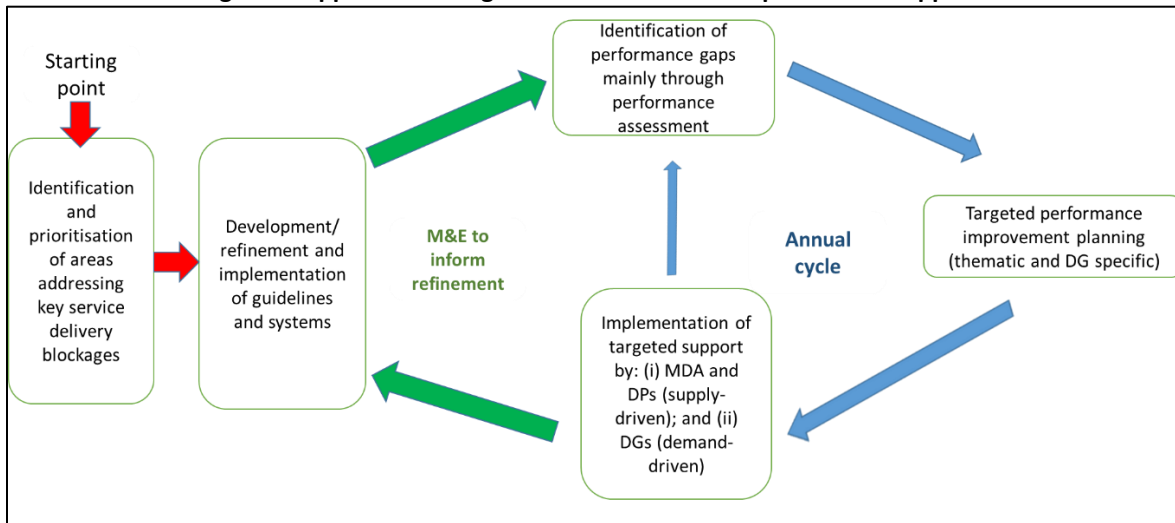 Starting
point
Identification
and
prioritisation
of areas
addressing
key service
delivery
blockages
Development/
refinement and
implementation
of guidelines
and systems
M&E to
inform
refinement
Identification of
performance gaps
mainly through
performance
assessment
Annual
cycle
Targeted performance
improvement planning
(thematic and DG specific)
Implementation of
targeted support
by: (i) MDA and
DPs (supply-
driven); and (ii)
DGs (demand-
driven)